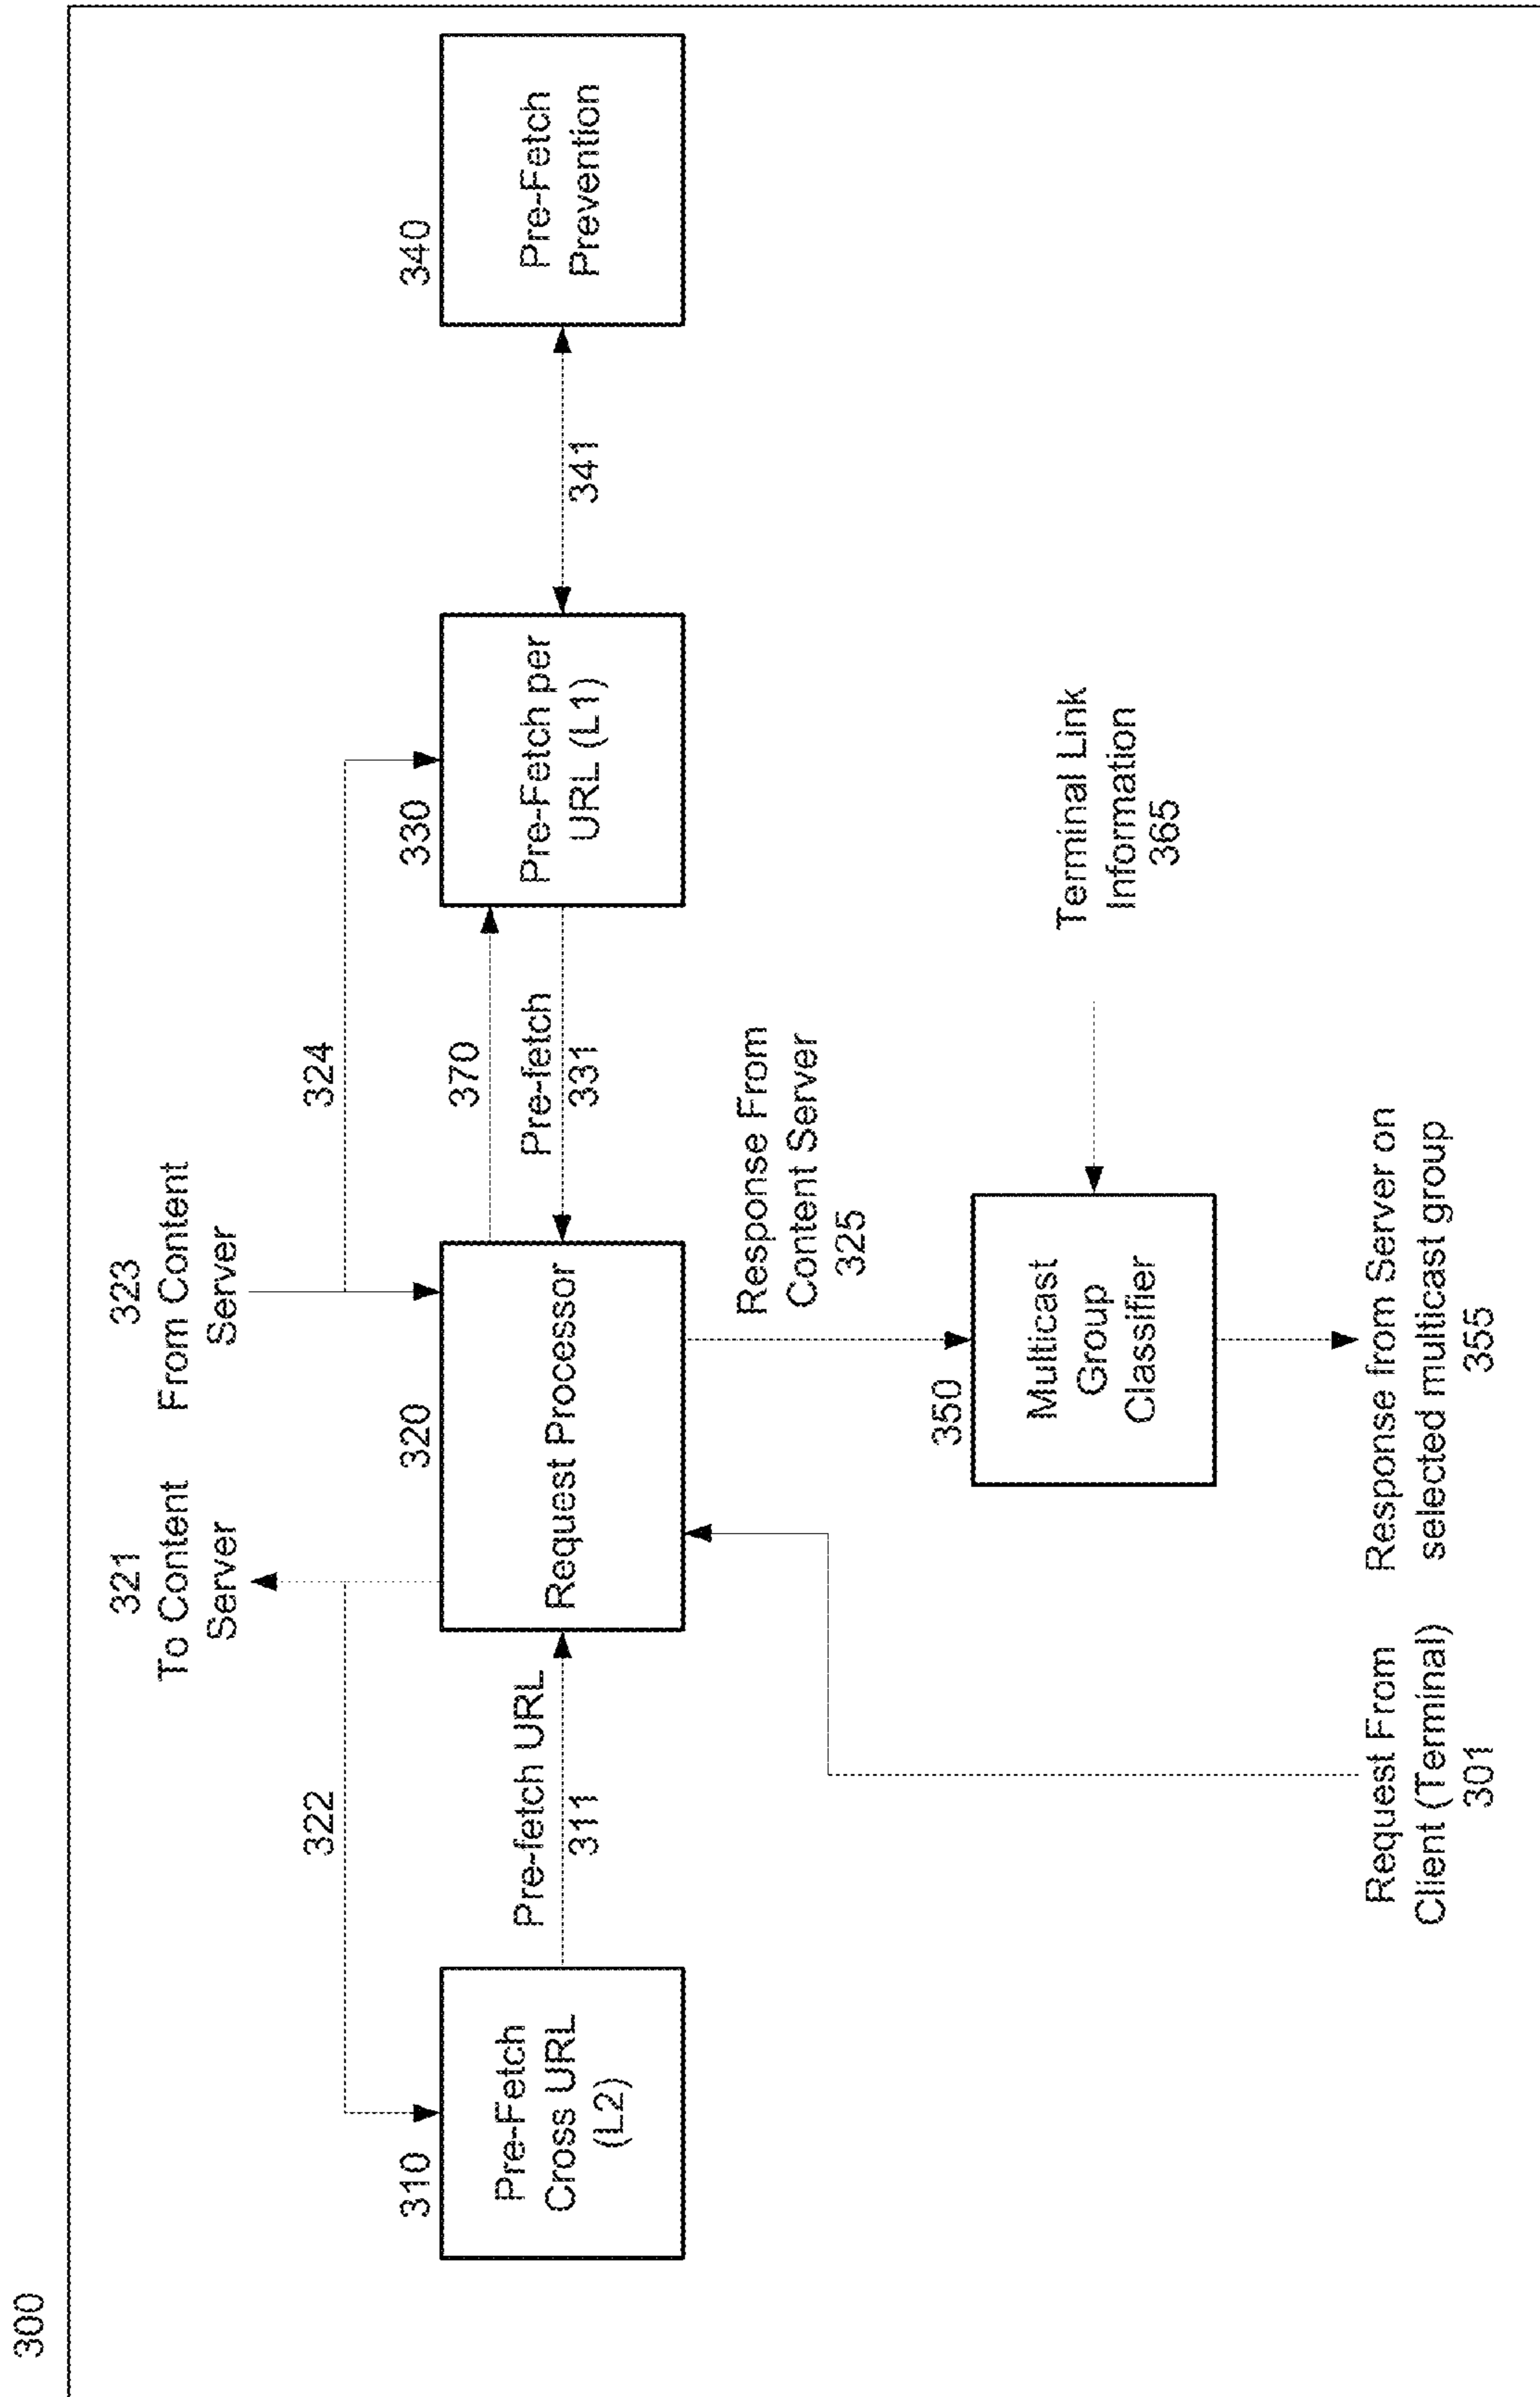 300
321
To Content
Server
323
From Content
Server
322
324
310
Pre-Fetch
Cross URL
(L2)
Pre-fetch URL
311
320
Request Processor
370
Pre-fetch
331
330
Pre-Fetch per
URL (L1)
341
340
Pre-Fetch
Prevention
Response From
Content Server
325
350
Multicast
Group
Classifier
Terminal Link
Information
365
Request From
Client (Terminal)
301
Response from Server on
selected multicast group
355